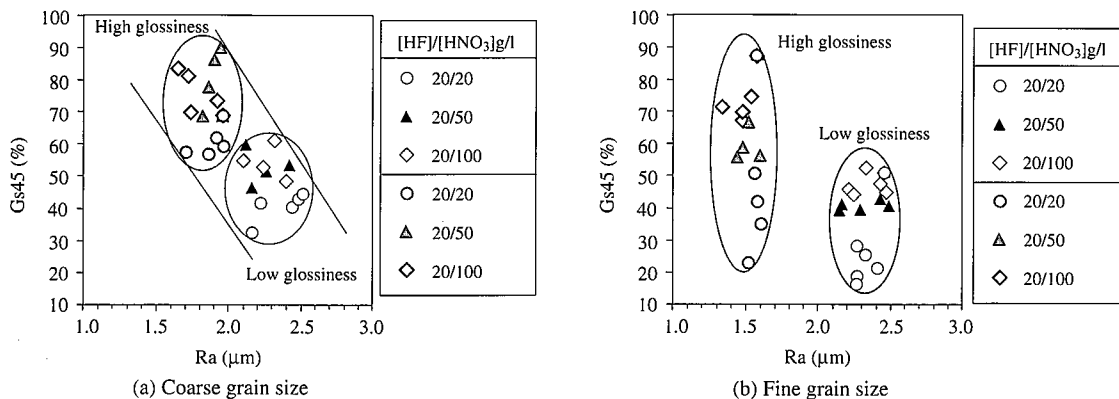 100
90
80
70
60
50
40
30
20
10
Gs45 (%)
High glossiness
Low glossiness
1.0 2.0 3.0
Ra (μm)
(a) Coarse grain size
[HF]/[HNO₃]g/l
20/20
20/50
20/100
20/20
20/50
20/100
100
90
80
70
60
50
40
30
20
10
Gs45 (%)
High glossiness
Low glossiness
1.0 1.5 2.0 2.5 3.0
Ra (μm)
(b) Fine grain size
[HF]/[HNO₃]g/l
20/20
20/50
20/100
20/20
20/50
20/100